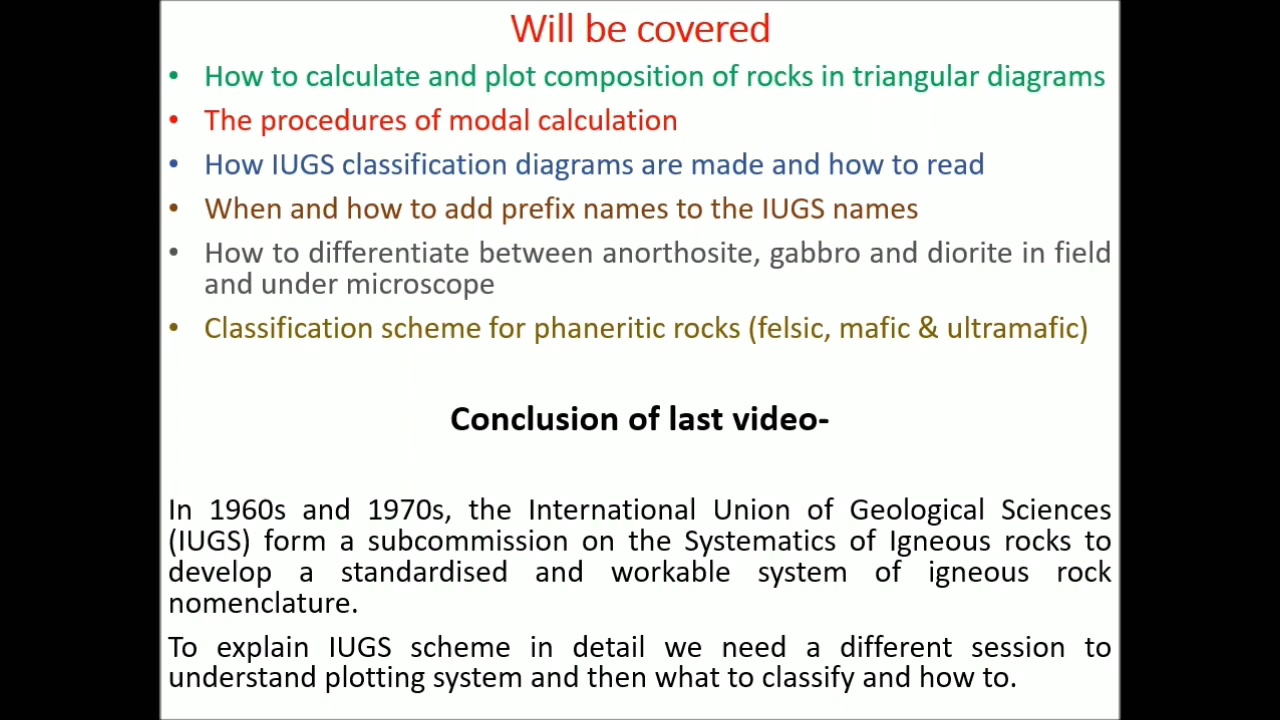 Will be covered
• How to calculate and plot composition of rocks in triangular diagrams
• The procedures of modal calculation
• How IUGS classification diagrams are made and how to read
• When and how to add prefix names to the IUGS names
• How to differentiate between anorthosite, gabbro and diorite in field
and under microscope
• Classification scheme for phaneritic rocks (felsic, mafic & ultramafic)
Conclusion of last video-
In 1960s and 1970s, the International Union of Geological Sciences
(IUGS) form a subcommission on the Systematics of Igneous rocks to
develop a standardised and workable system of igneous rock
nomenclature.
To explain IUGS scheme in detail we need a different session to
understand plotting system and then what to classify and how to.